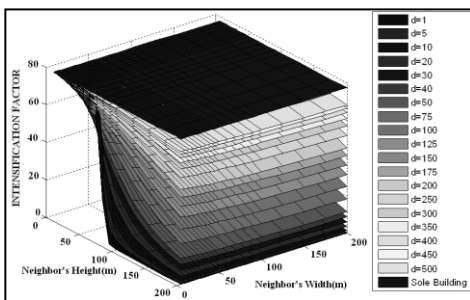 INTENSIFICATION FACTOR
80
60
40
20
0
0
50
100
150
200
Neighbor's Height(m)
0
50
100
150
200
Neighbor's Width(m)
d=1
d=5
d=10
d=20
d=30
d=40
d=50
d=75
d=100
d=125
d=150
d=175
d=200
d=250
d=300
d=350
d=400
d=450
d=500
Sole Building